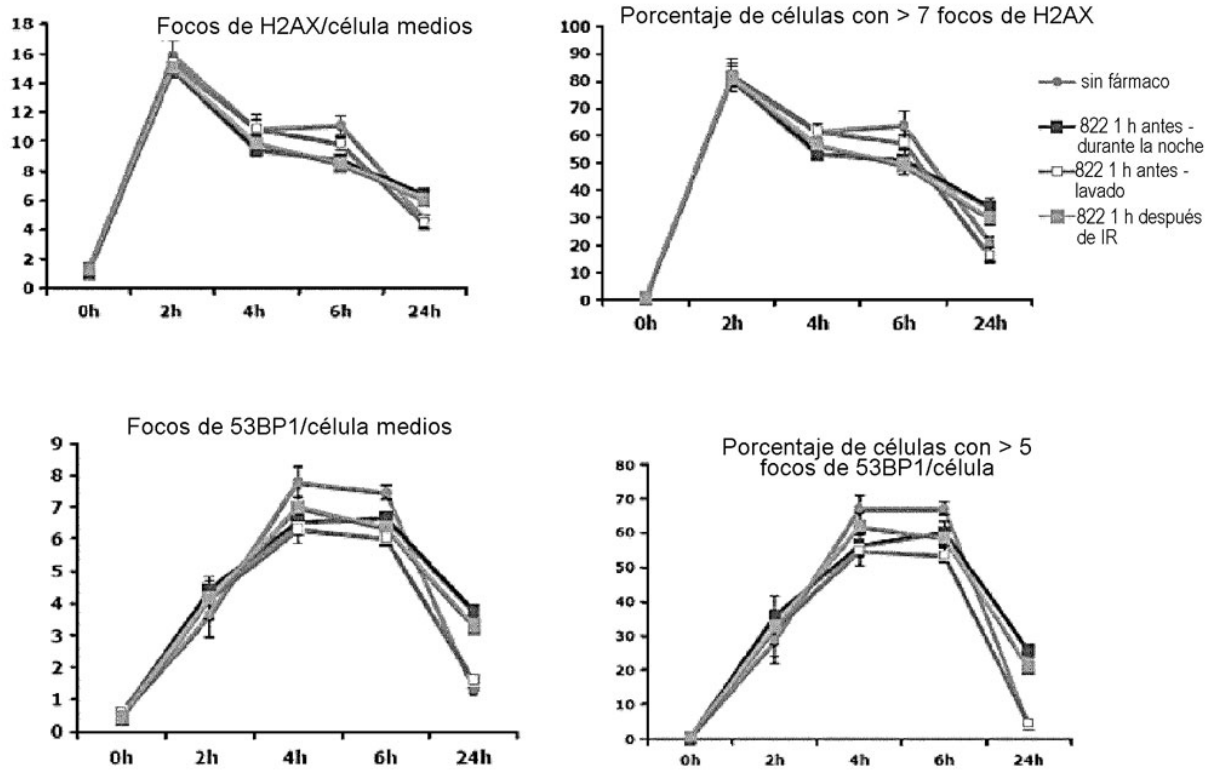 Focos de H2AX/célula medios
18
16
14
12
10
8
6
4
2
0
0h 2h 4h 6h 24h
Porcentaje de células con > 7 focos de H2AX
100
90
80
70
60
50
40
30
20
10
0
0h 2h 4h 6h 24h
sin fármaco
822 1 h antes -
durante la noche
822 1 h antes -
lavado
822 1 h después
de IR
Focos de 53BP1/célula medios
9
8
7
6
5
4
3
2
1
0
0h 2h 4h 6h 24h
Porcentaje de células con > 5
focos de 53BP1/célula
80
70
60
50
40
30
20
10
0
0h 2h 4h 6h 24h